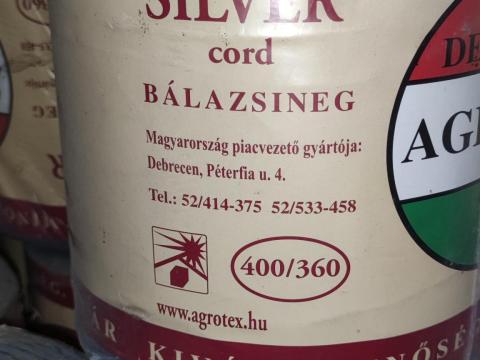 SILVER
cord
BÁLAZSINEG
Magyarország piacvezető gyártója:
Debrecen, Péterfia u. 4.
Tel.: 52/414-375 52/533-458
400/360
www.agrotex.hu
DE
AG